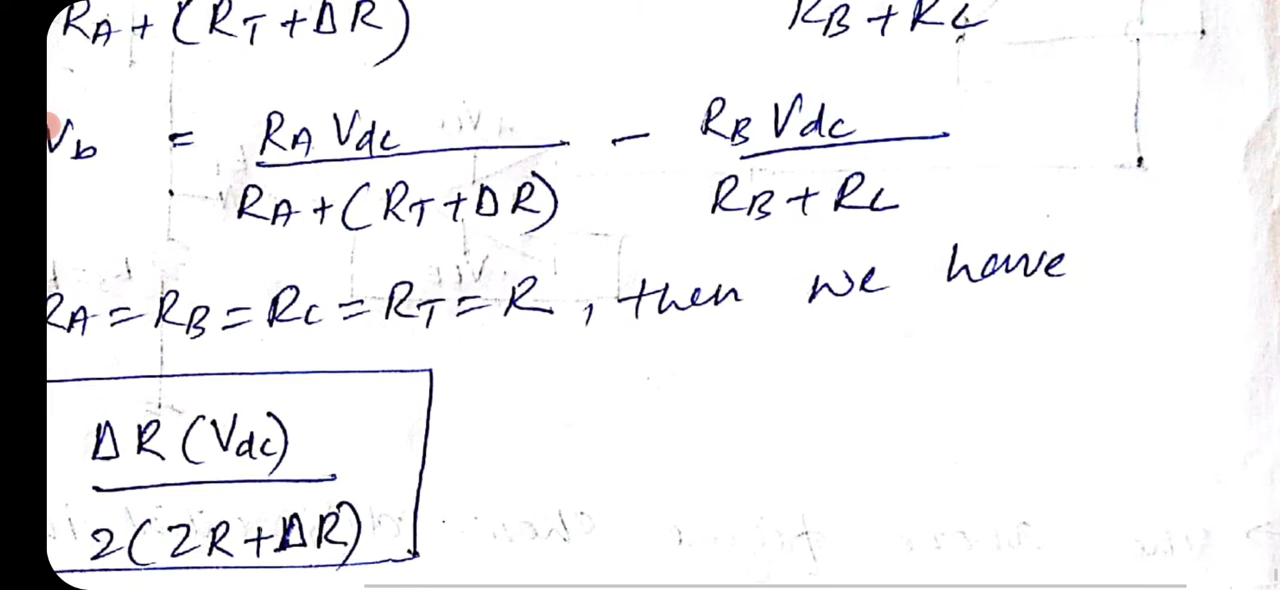 RA + (RT + ΔR) RB + RC
Vb = RA Vdc / RA + (RT + ΔR) - RB Vdc / RB + RC
RA = RB = RC = RT = R, then we have
ΔR (Vdc) / 2(2R + ΔR)